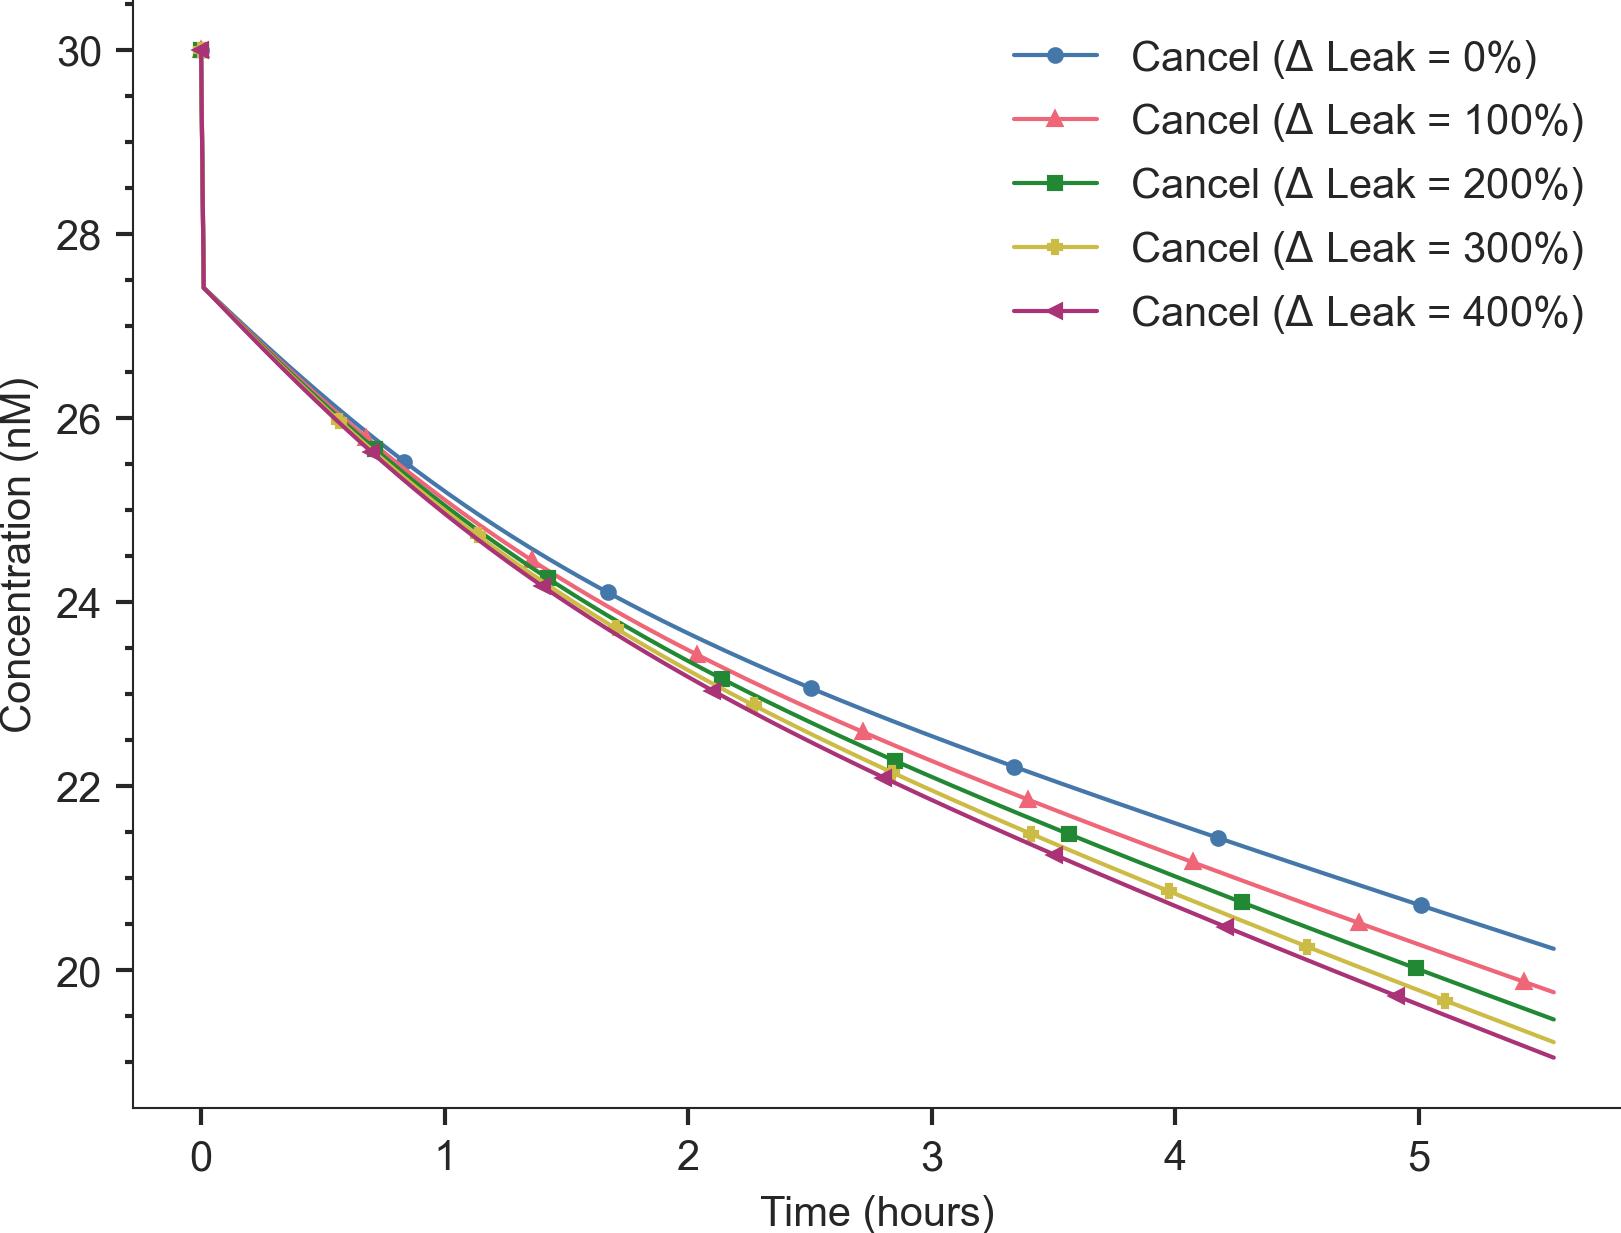 30
28
26
24
22
20
Concentration (nM)
Cancel (Δ Leak = 0%)
Cancel (Δ Leak = 100%)
Cancel (Δ Leak = 200%)
Cancel (Δ Leak = 300%)
Cancel (Δ Leak = 400%)
0 1 2 3 4 5
Time (hours)